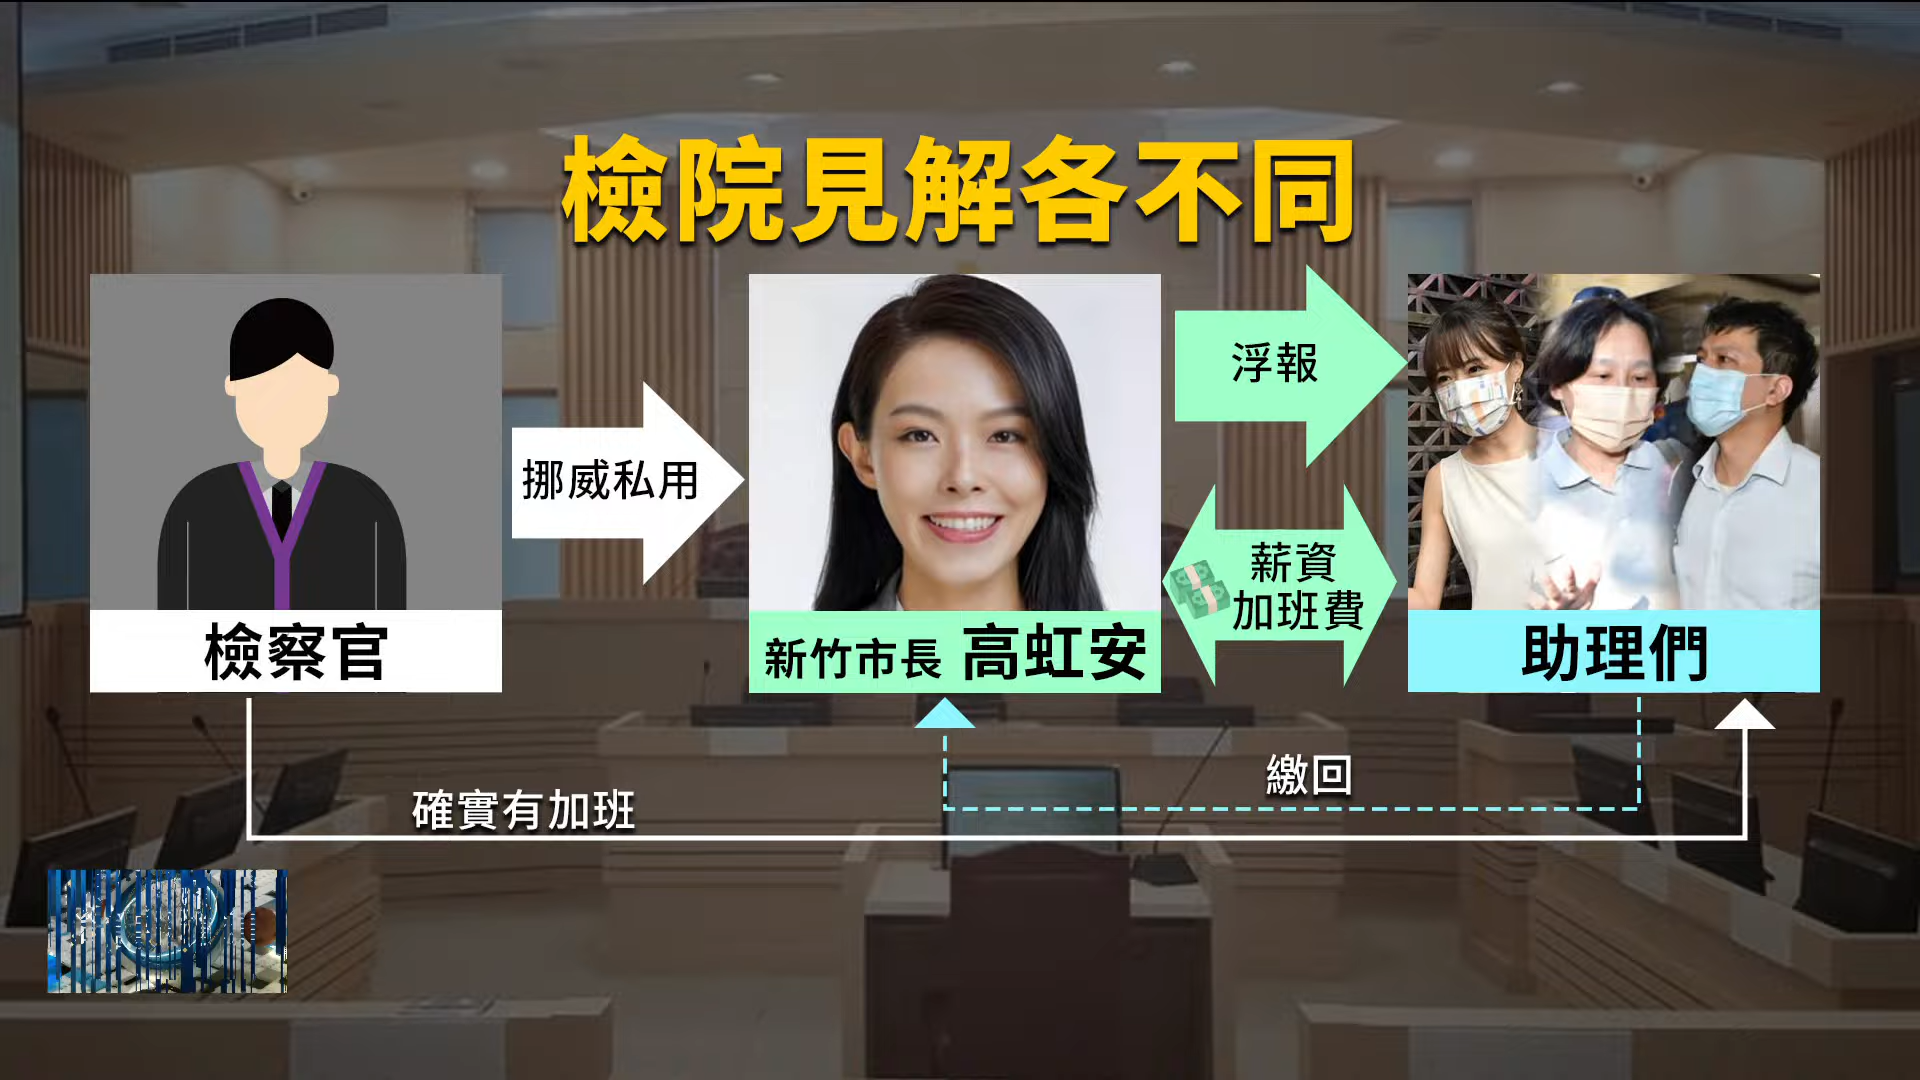 檢院見解各不同
挪威私用
浮報
薪資
加班費
檢察官
新竹市長 高虹安
助理們
繳回
確實有加班